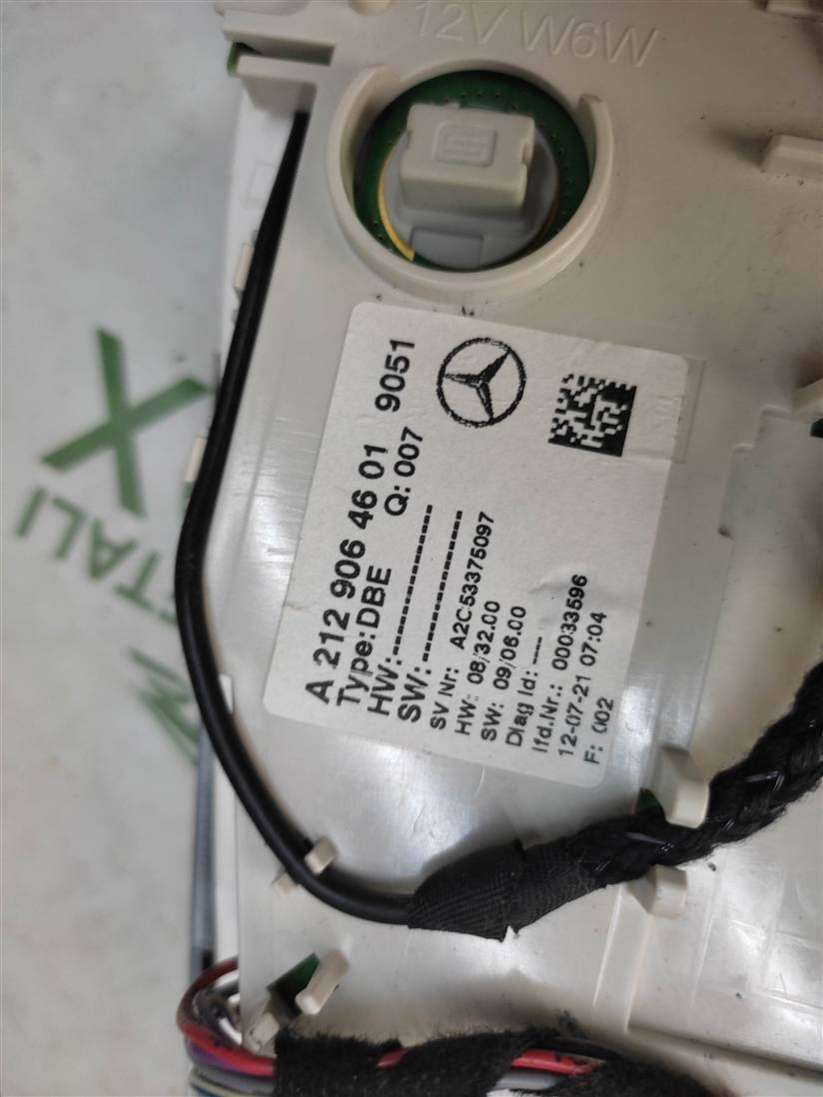 12V W6W
A 212 906 46 01 9051
Type: DBE Q: 007
HW: ---------------
SW: ---------------
SV Nr: A2C53375097
HW: 08/32.00
SW: 09/06.00
Diag Id: ---
lfd.Nr.: 00033596
12-07-21 07:04
F: 002
METALI X